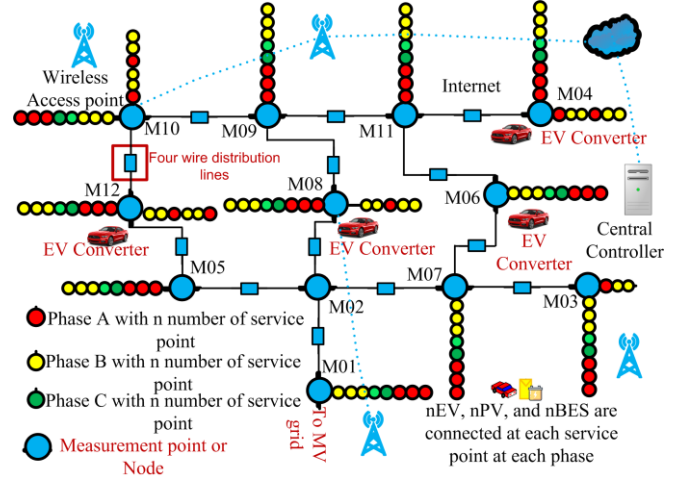 Wireless
Access point
Internet
M04
M10
M09
M11
EV Converter
Four wire distribution
lines
M12
M08
M06
EV Converter
EV Converter
EV
Converter
Central
Controller
M05
M02
M07
M03
Phase A with n number of service
point
Phase B with n number of service
point
Phase C with n number of service
point
Measurement point or
Node
M01
To MV
grid
nEV, nPV, and nBES are
connected at each service
point at each phase